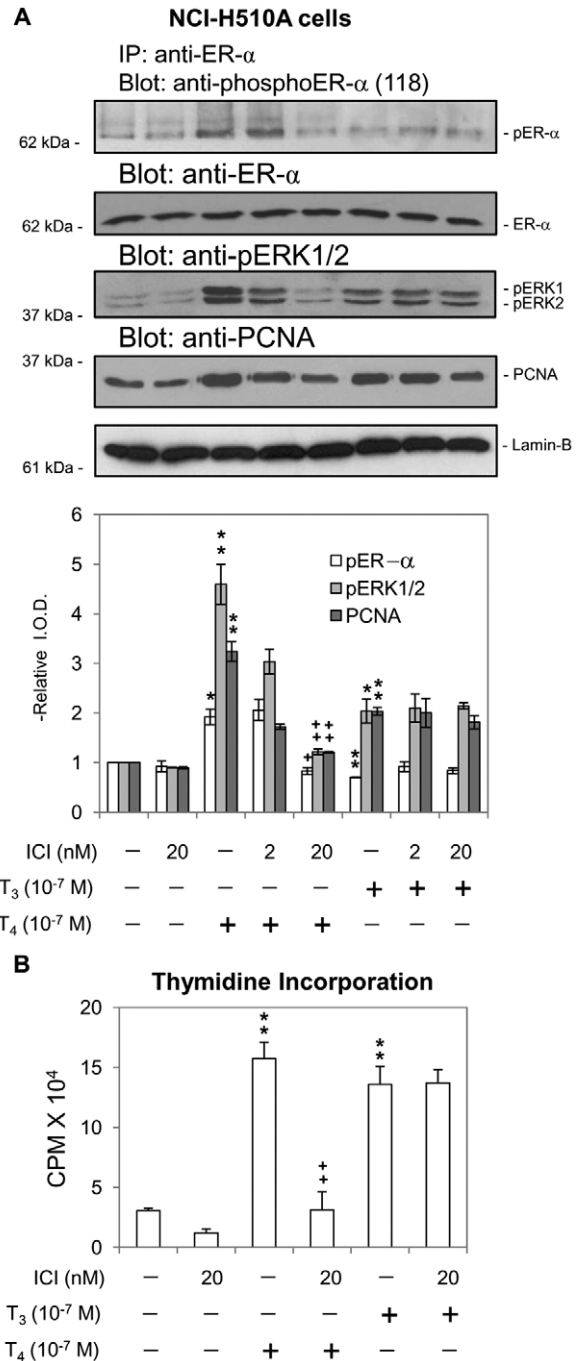 A
NCI-H510A cells
IP: anti-ER-α
Blot: anti-phosphoER-α (118)
62 kDa -
- pER-α
Blot: anti-ER-α
62 kDa -
- ER-α
Blot: anti-pERK1/2
- pERK1
- pERK2
37 kDa -
Blot: anti-PCNA
37 kDa -
- PCNA
- Lamin-B
61 kDa -
6
5
4
3
2
1
0
-Relative I.O.D.
pER-α
pERK1/2
PCNA
* ** ** ++ ++ + ** * **
ICI (nM) – 20 – 2 20 – 2 20
T3 (10-7 M) – – – – – + + +
T4 (10-7 M) – – + + + – – –
B
Thymidine Incorporation
20
15
10
5
0
CPM X 10⁴
** ++ **
ICI (nM) – 20 – 20 – 20
T3 (10-7 M) – – – – + +
T4 (10-7 M) – – + + – –